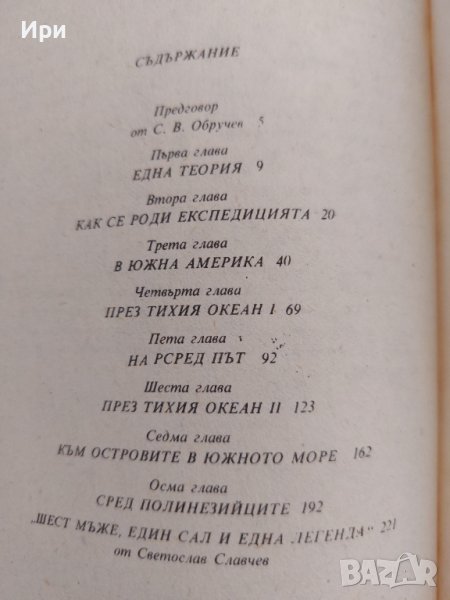 Ири
СЪДЪРЖАНИЕ
Предговор
от С. В. Обручев 5
Първа глава
ЕДНА ТЕОРИЯ 9
Втора глава
КАК СЕ РОДИ ЕКСПЕДИЦИЯТА 20
Трета глава
В ЮЖНА АМЕРИКА 40
Четвърта глава
ПРЕЗ ТИХИЯ ОКЕАН I 69
Пета глава
НА РСРЕД ПЪТ 92
Шеста глава
ПРЕЗ ТИХИЯ ОКЕАН II 123
Седма глава
КЪМ ОСТРОВИТЕ В ЮЖНОТО МОРЕ 162
Осма глава
СРЕД ПОЛИНЕЗИЙЦИТЕ 192
„ШЕСТ МЪЖЕ, ЕДИН САЛ И ЕДНА ЛЕГЕНДА“ 221
от Светослав Славчев
BAZAR.BG